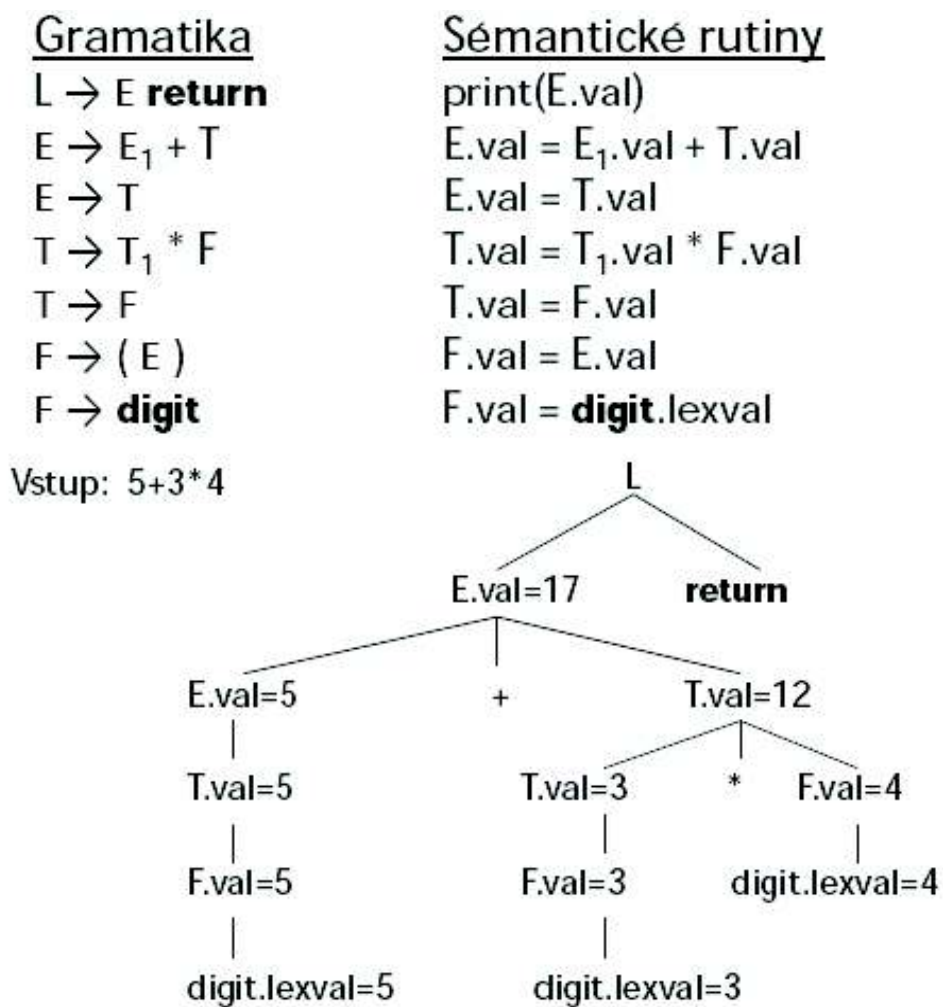 Gramatika Sémantické rutiny
L → E return print(E.val)
E → E₁ + T E.val = E₁.val + T.val
E → T E.val = T.val
T → T₁ * F T.val = T₁.val * F.val
T → F T.val = F.val
F → ( E ) F.val = E.val
F → digit F.val = digit.lexval
Vstup: 5+3*4 L
E.val=17 return
E.val=5 + T.val=12
T.val=5 T.val=3 * F.val=4
F.val=5 F.val=3 digit.lexval=4
digit.lexval=5 digit.lexval=3